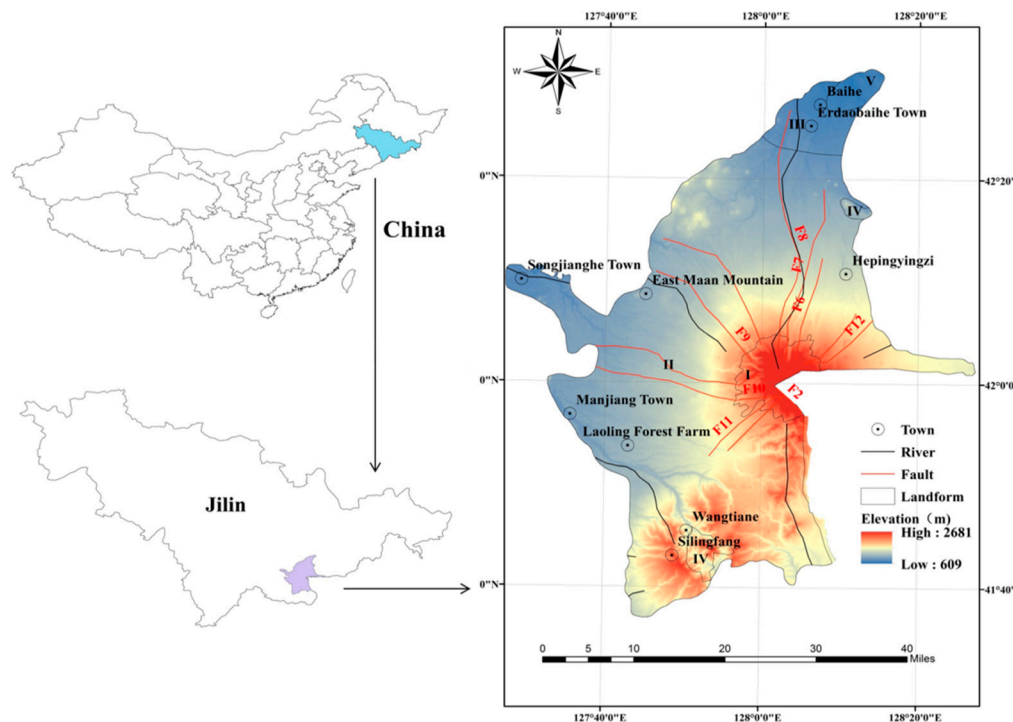 China
Jilin
127°40'0"E
128°0'0"E
128°20'0"E
N
W
E
S
V
Baihe
Erdaobaihe Town
III
0'N
42°20'
IV
F8
F7
Hepingyingzi
Songjianghe Town
East Maan Mountain
F6
F12
F9
II
I
0'N
42°0'
F10
F2
Manjiang Town
Laoling Forest Farm
F11
Town
River
Fault
Landform
Elevation（m）
High : 2681
Low : 609
Wangtiane
Silingfang
IV
0'N
41°40'
0
5
10
20
30
40
Miles
127°40'0"E
128°0'0"E
128°20'0"E